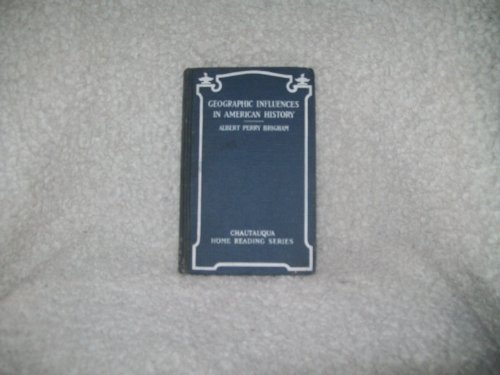 GEOGRAPHIC INFLUENCES
IN AMERICAN HISTORY
ALBERT PERRY BRIGHAM
CHAUTAUQUA
HOME READING SERIES